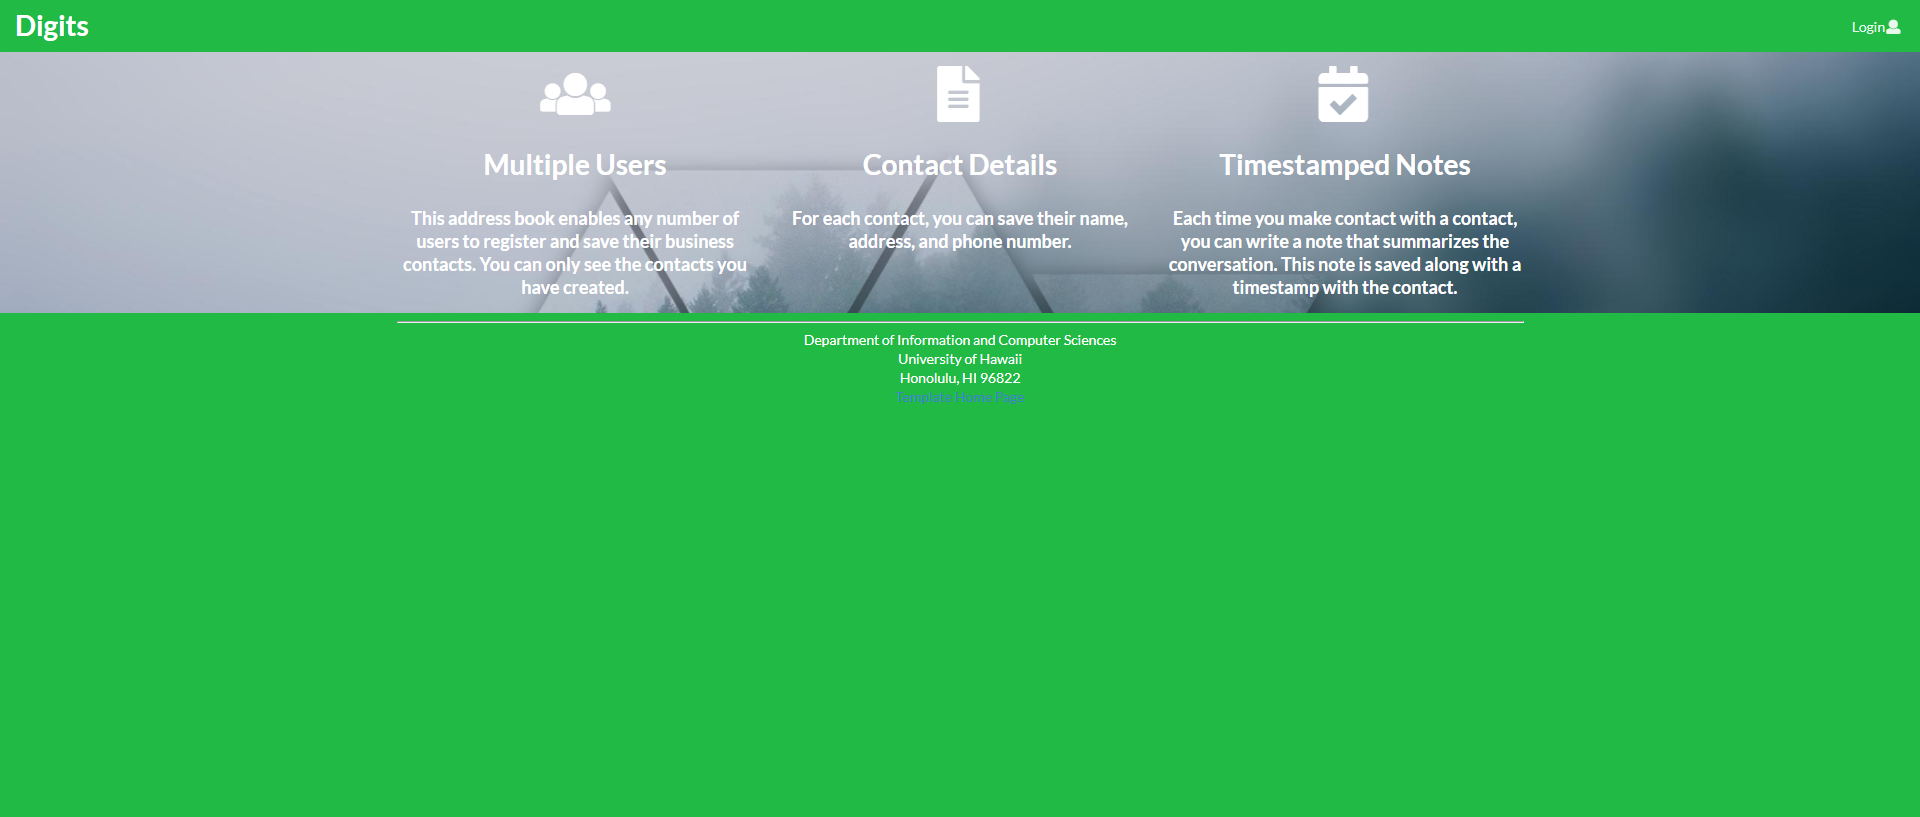 Digits
Login
Multiple Users
This address book enables any number of
users to register and save their business
contacts. You can only see the contacts you
have created.
Contact Details
For each contact, you can save their name,
address, and phone number.
Timestamped Notes
Each time you make contact with a contact,
you can write a note that summarizes the
conversation. This note is saved along with a
timestamp with the contact.
Department of Information and Computer Sciences
University of Hawaii
Honolulu, HI 96822
Template Home Page